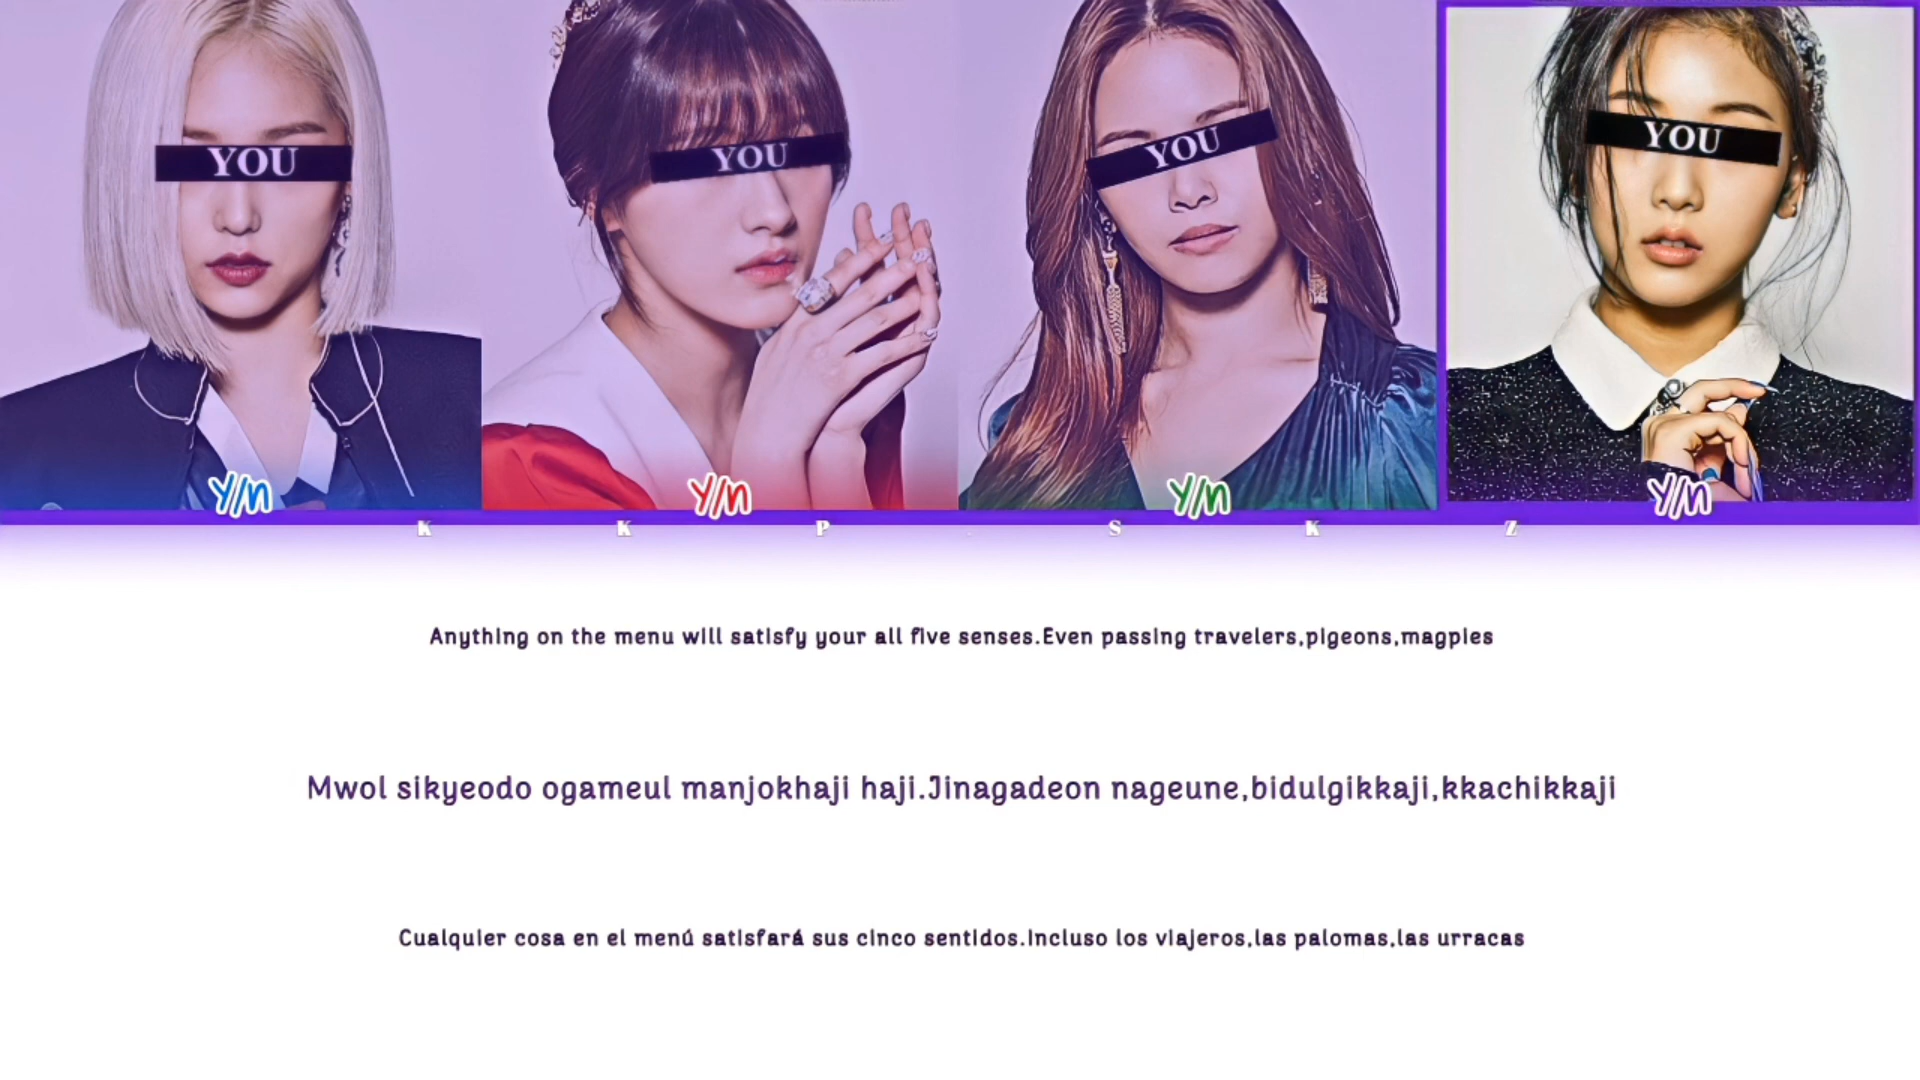 YOU YOU YOU YOU
Y/n Y/n Y/n Y/n
K K P . S K Z
Anything on the menu will satisfy your all five senses.Even passing travelers,pigeons,magpies
Mwol sikyeodo ogameul manjokhaji haji.Jinagadeon nageune,bidulgikkaji,kkachikkaji
Cualquier cosa en el menú satisfará sus cinco sentidos.Incluso los viajeros,las palomas,las urracas